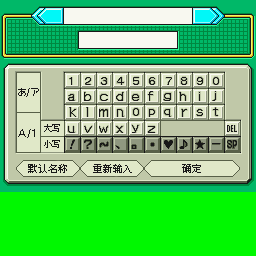 あ/ア 1 2 3 4 5 6 7 8 9 0
a b c d e f g h i j
A/1 k l m n o p q r s t
大写 u v w x y z DEL
小写 ! ? ~ 、 。 • ♥ ♪ ★ ー SP
默认名称 重新输入 确定